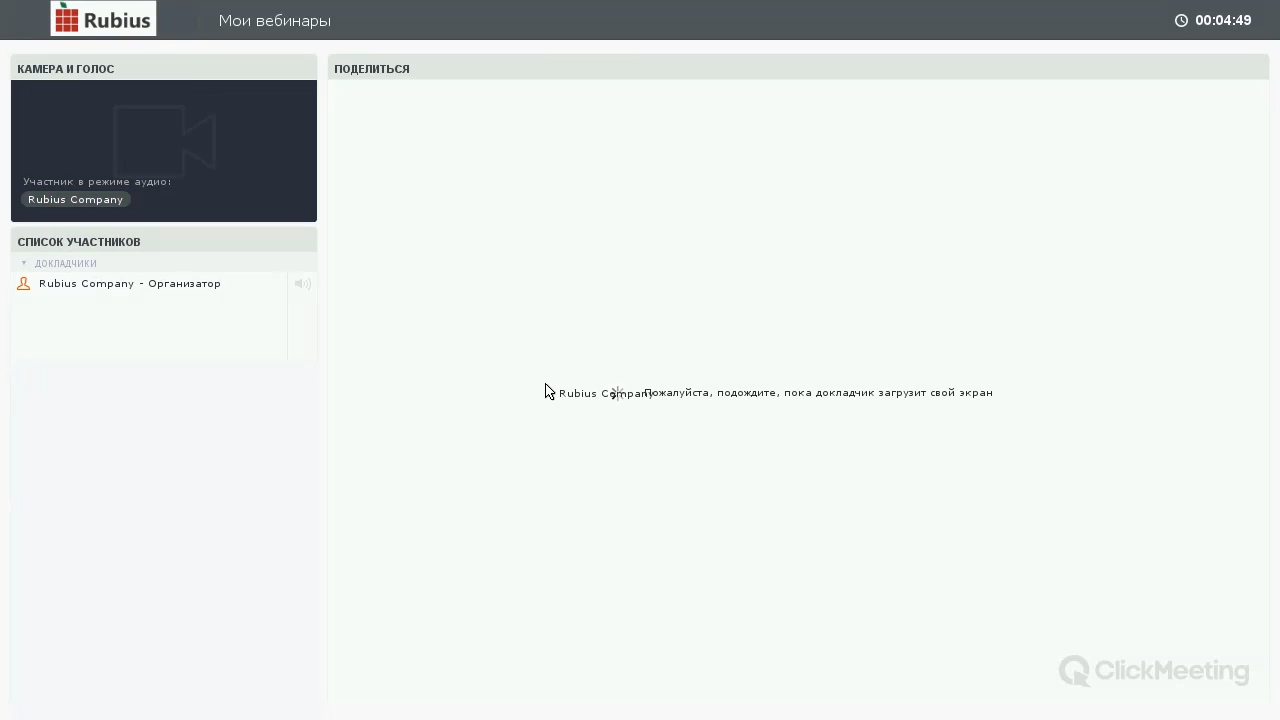 Rubius
Мои вебинары
00:04:49
КАМЕРА И ГОЛОС
Участник в режиме аудио:
Rubius Company
СПИСОК УЧАСТНИКОВ
ДОКЛАДЧИКИ
Rubius Company - Организатор
ПОДЕЛИТЬСЯ
Rubius Company
Пожалуйста, подождите, пока докладчик загрузит свой экран
ClickMeeting